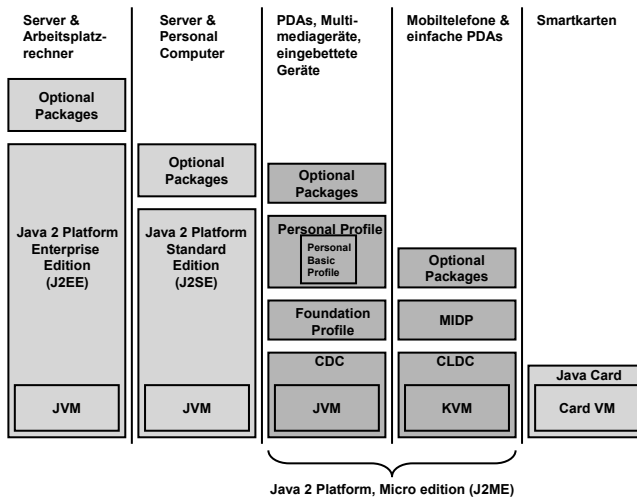 Server &
Arbeitsplatz-
rechner
Optional
Packages
Java 2 Platform
Enterprise
Edition
(J2EE)
JVM
Server &
Personal
Computer
Optional
Packages
Java 2 Platform
Standard
Edition
(J2SE)
JVM
PDAs, Multi-
mediageräte,
eingebettete
Geräte
Optional
Packages
Personal Profile
Personal
Basic
Profile
Foundation
Profile
CDC
JVM
Mobiltelefone &
einfache PDAs
Optional
Packages
MIDP
CLDC
KVM
Smartkarten
Java Card
Card VM
Java 2 Platform, Micro edition (J2ME)